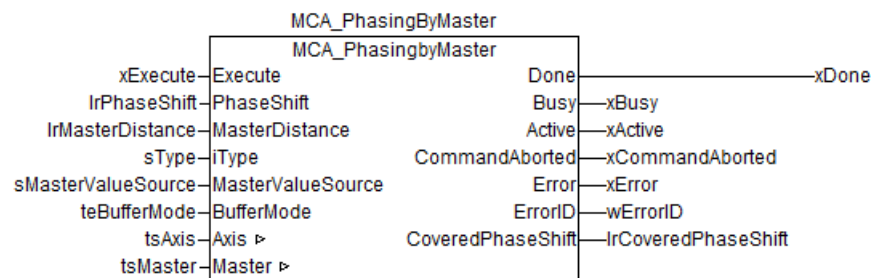 MCA_PhasingByMaster
MCA_PhasingbyMaster
xExecute Execute Done xDone
lrPhaseShift PhaseShift Busy xBusy
lrMasterDistance MasterDistance Active xActive
sType iType CommandAborted xCommandAborted
sMasterValueSource MasterValueSource Error xError
teBufferMode BufferMode ErrorID wErrorID
tsAxis Axis CoveredPhaseShift lrCoveredPhaseShift
tsMaster Master